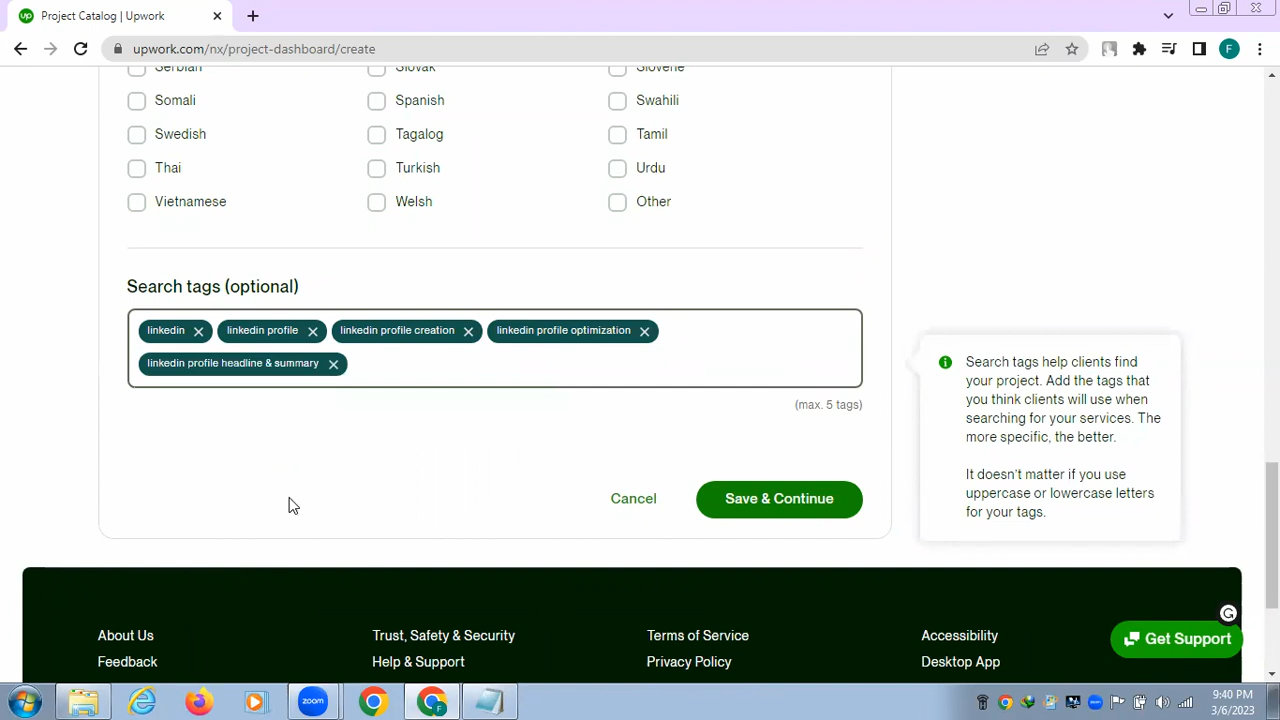 up Project Catalog | Upwork
upwork.com/nx/project-dashboard/create
F
Serbian Slovak Slovene
Somali Spanish Swahili
Swedish Tagalog Tamil
Thai Turkish Urdu
Vietnamese Welsh Other
Search tags (optional)
linkedin linkedin profile linkedin profile creation linkedin profile optimization
linkedin profile headline & summary
(max. 5 tags)
Search tags help clients find
your project. Add the tags that
you think clients will use when
searching for your services. The
more specific, the better.
It doesn't matter if you use
uppercase or lowercase letters
for your tags.
Cancel Save & Continue
About Us Trust, Safety & Security Terms of Service Accessibility
Feedback Help & Support Privacy Policy Desktop App
G
Get Support
zoom
F
9:40 PM
3/6/2023